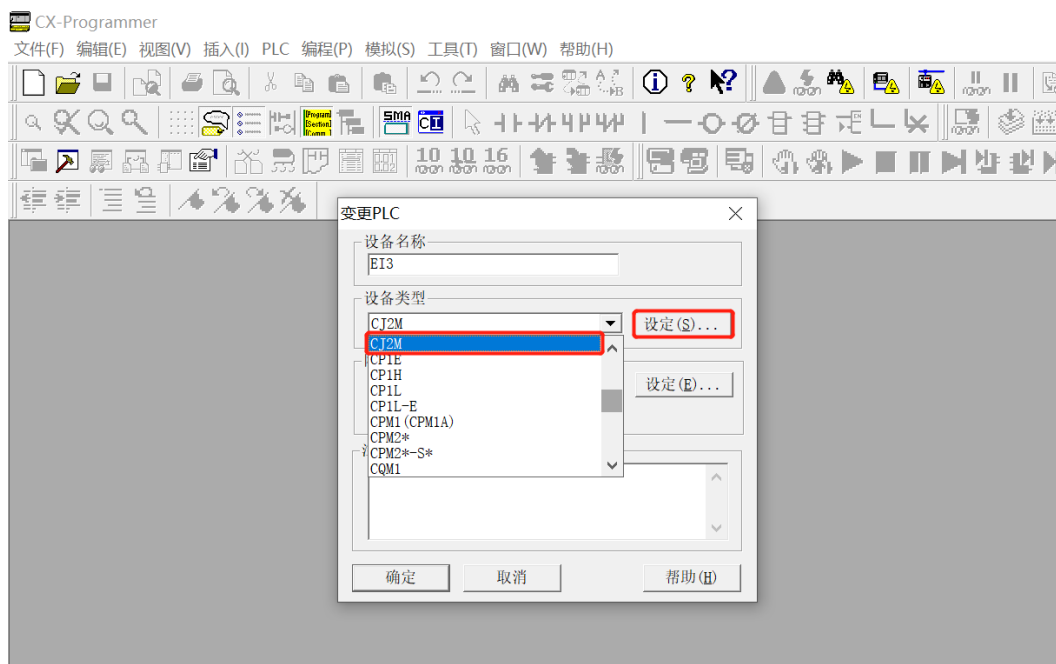 CX-Programmer
文件(F) 编辑(E) 视图(V) 插入(I) PLC 编程(P) 模拟(S) 工具(T) 窗口(W) 帮助(H)
SMA
CI
10 10 16
变更PLC
设备名称
EI3
设备类型
CJ2M
设定(S)...
CJ2M
CP1E
CP1H
CP1L
设定(E)...
CP1L-E
CPM1(CPM1A)
CPM2*
CPM2*-S*
CQM1
确定 取消 帮助(H)